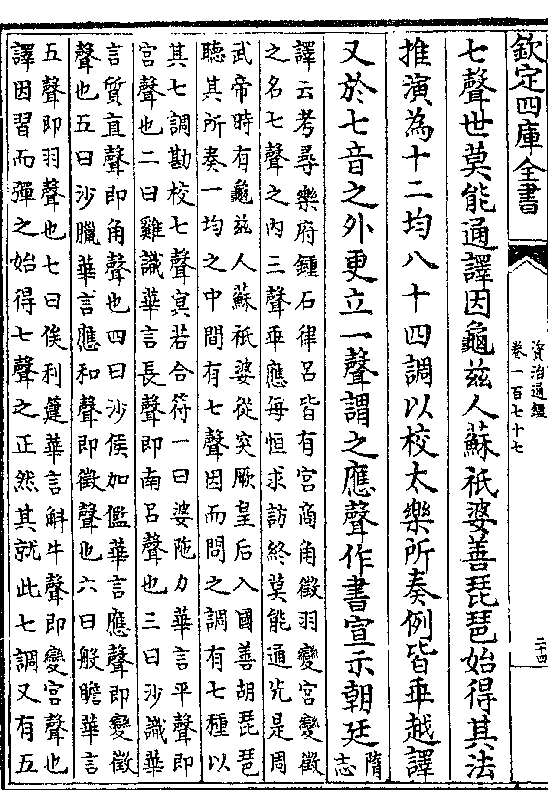 欽定四庫全書
資治通鑑
卷一百七十七
二十四
七聲世莫能通譯因龜茲人蘇祇婆善琵琶始得其法
推演為十二均八十四調以校太樂所奏例皆乖越譯
又於七音之外更立一聲謂之應聲作書宣示朝廷隋志
譯云考尋樂府鍾石律呂皆有宮商角徵羽變宮變徵
之名七聲之內三聲乖應每恒求訪終莫能通先是周
武帝時有龜茲人蘇祇婆從突厥皇后入國善胡琵琶
聽其所奏一均之中間有七聲因而問之調有七種以
其七調勘校七聲冥若合符一曰婆陁力華言平聲即
宮聲也二曰雞識華言長聲即南呂聲也三曰沙識華
言質直聲即角聲也四曰沙侯加儖華言應聲即變徵
聲也五曰沙臘華言應和聲即徵聲也六曰般瞻華言
五聲即羽聲也七曰俟利華言斛牛聲即變宮聲也
譯因習而彈之始得七聲之正然其就此七調又有五